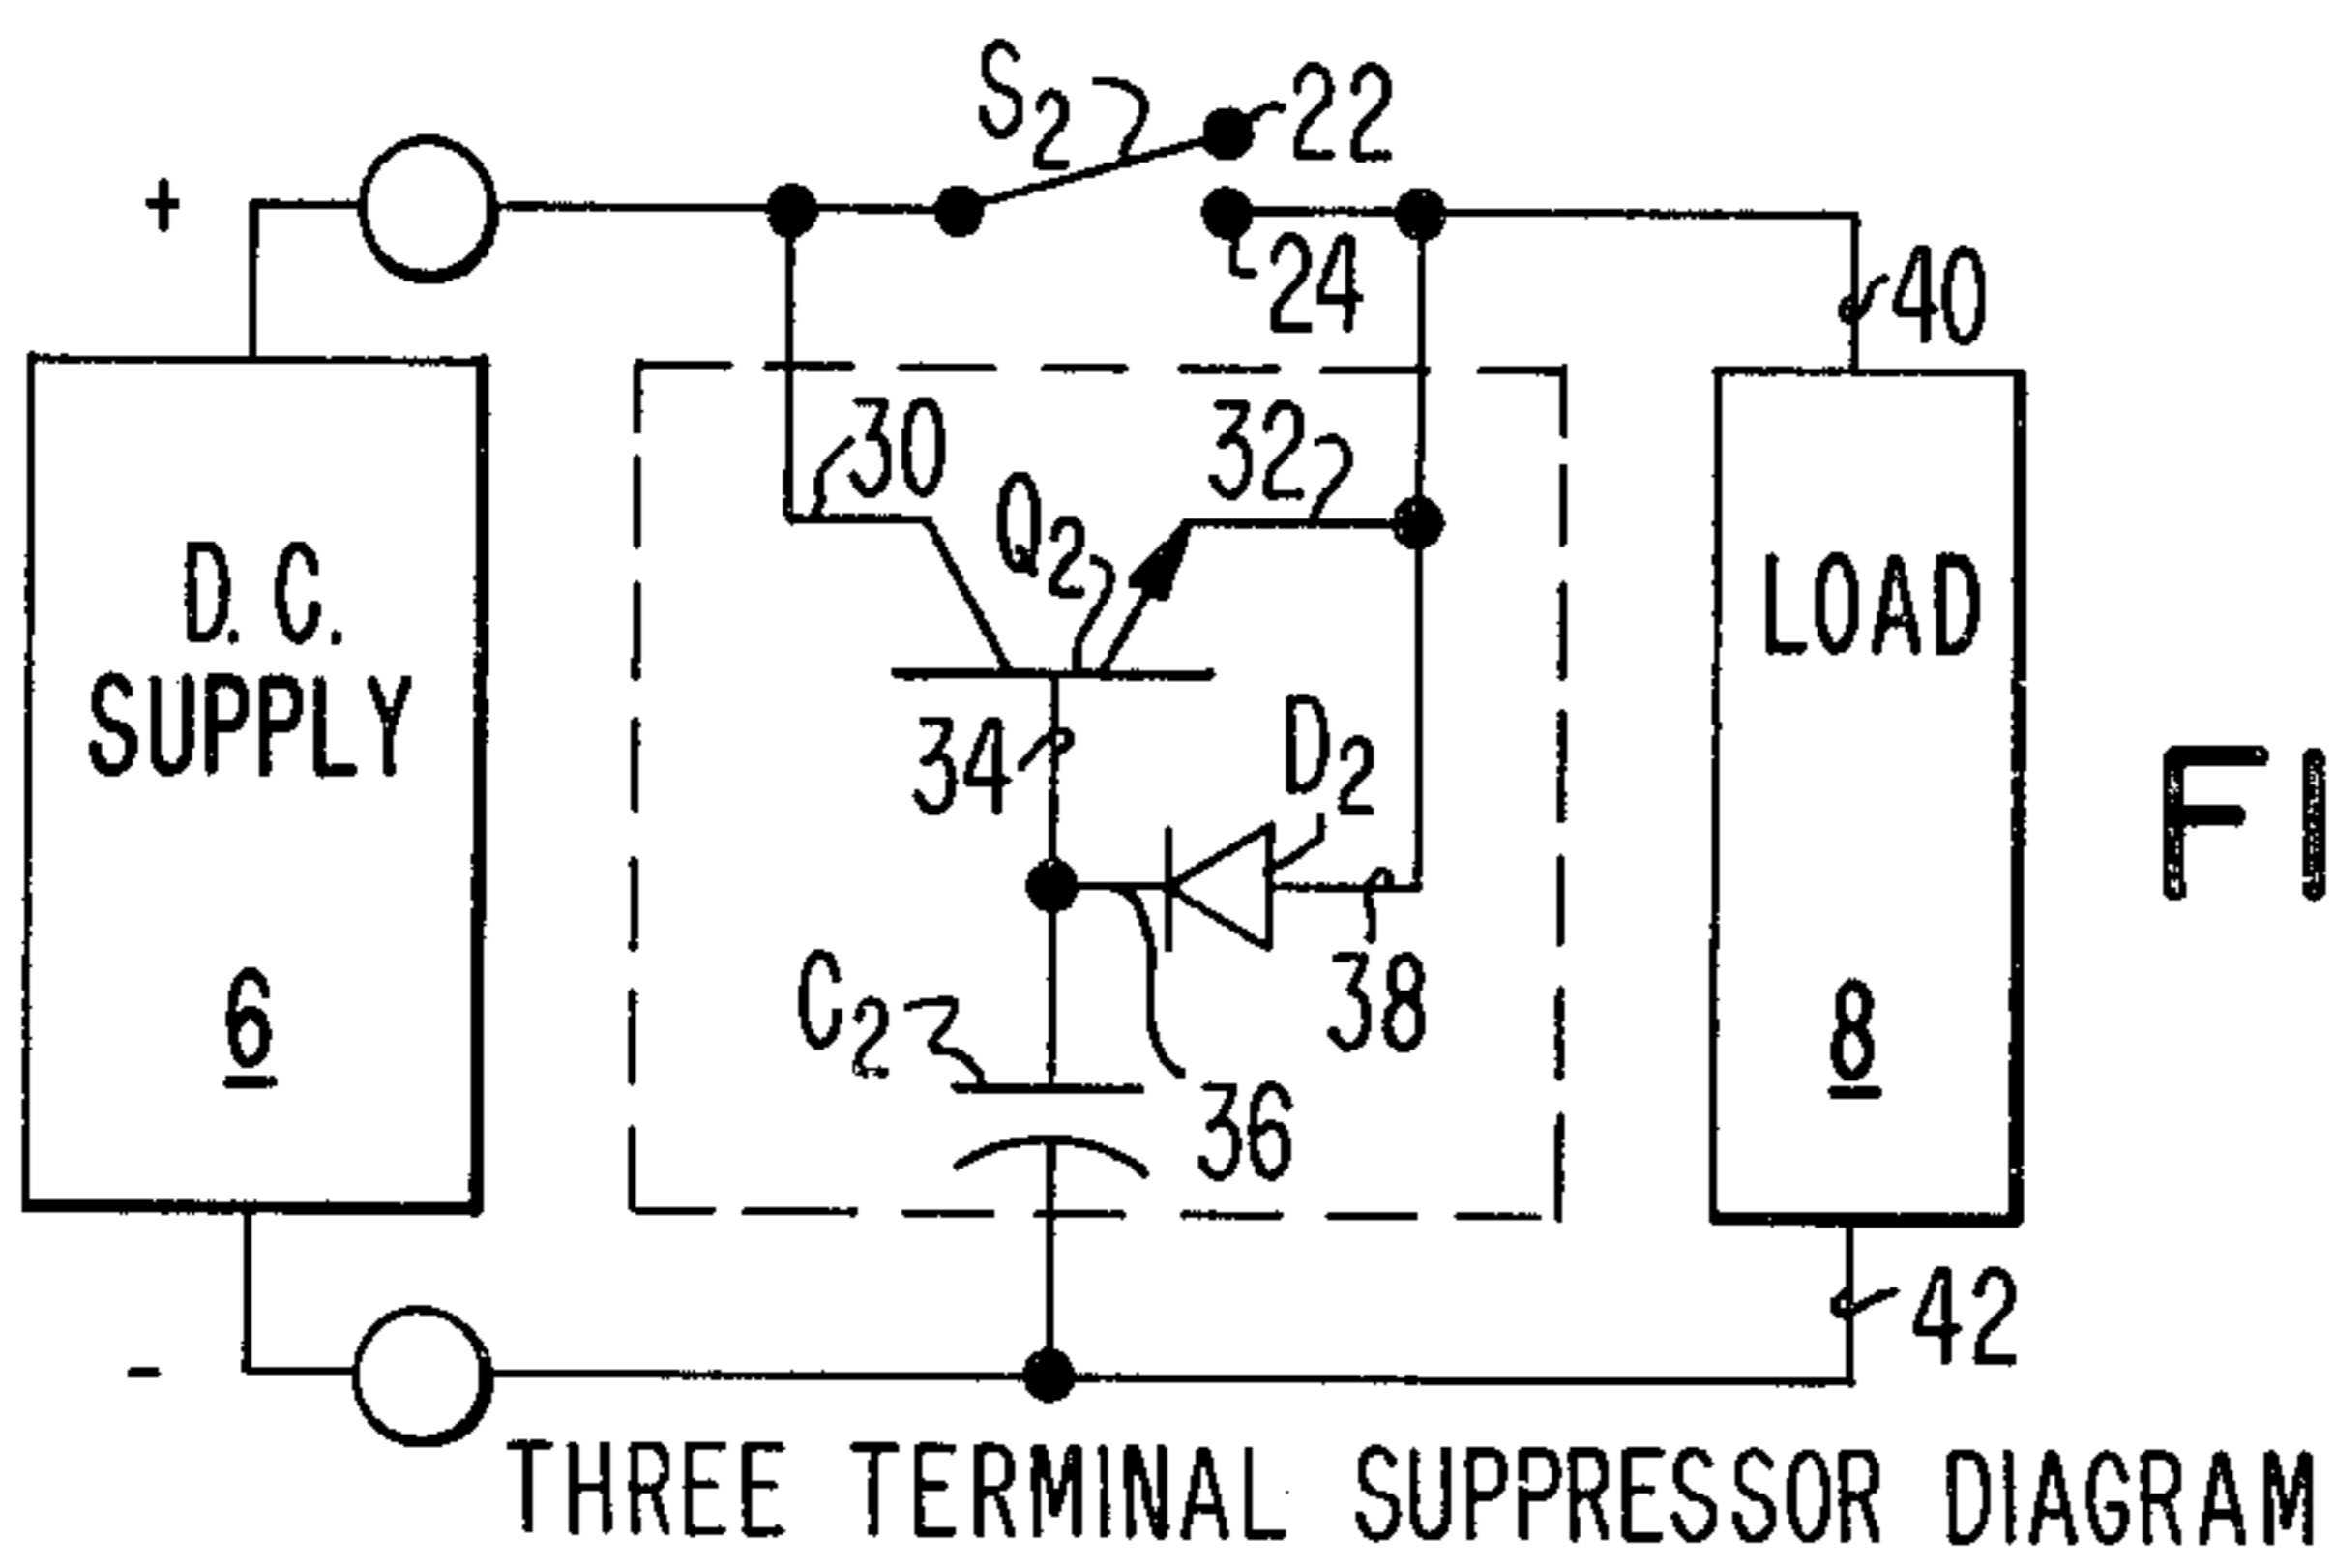 S2
22
+
24
40
30
32
Q2
D.C.
SUPPLY
LOAD
34
D2
FI
6
C2
38
8
36
42
-
THREE TERMINAL SUPPRESSOR DIAGRAM